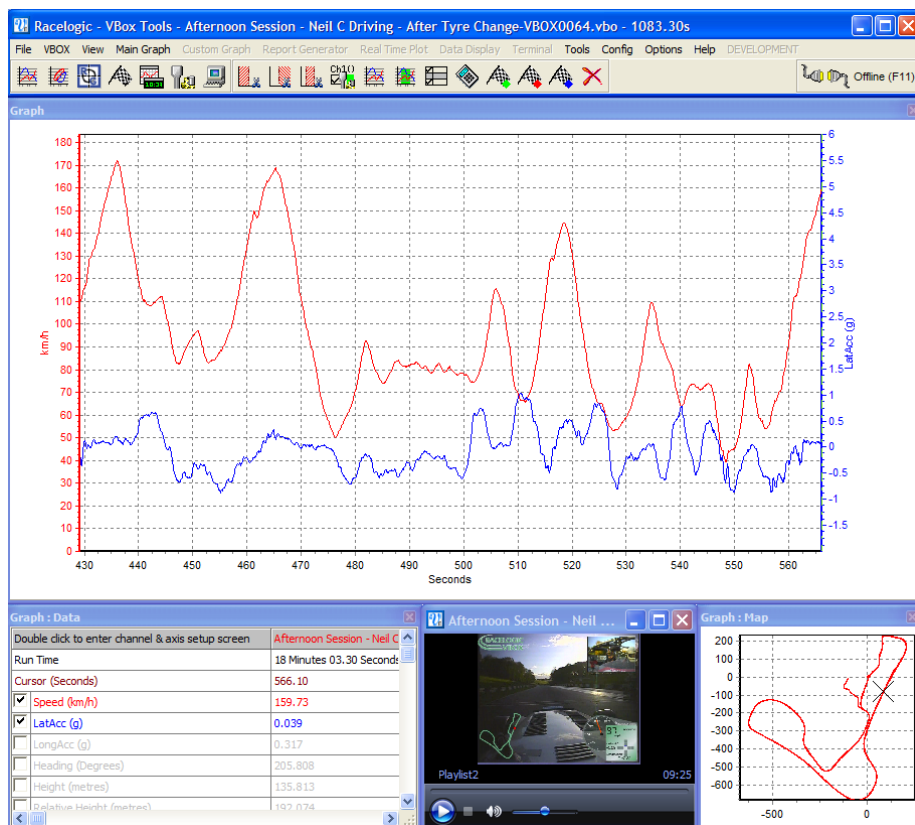 Racelogic - VBox Tools - Afternoon Session - Neil C Driving - After Tyre Change-VBOX0064.vbo - 1083.30s
File VBOX View Main Graph Custom Graph Report Generator Real Time Plot Data Display Terminal Tools Config Options Help DEVELOPMENT
Offline (F11)
Graph
180
170
160
150
140
130
120
110
100
90
80
70
60
50
40
30
20
10
0
km/h
6
5.5
5
4.5
4
3.5
3
2.5
2
1.5
1
0.5
0
-0.5
-1
-1.5
LatAcc (g)
430 440 450 460 470 480 490 500 510 520 530 540 550 560
Seconds
Graph : Data
Double click to enter channel & axis setup screen Afternoon Session - Neil C
Run Time 18 Minutes 03.30 Seconds
Cursor (Seconds) 566.10
Speed (km/h) 159.73
LatAcc (g) 0.039
LongAcc (g) 0.317
Heading (Degrees) 205.808
Height (metres) 135.813
Relative Height (metres) 192.074
Afternoon Session - Neil ...
RACELOGIC
Playlist2 09:25
Graph : Map
200
100
0
-100
-200
-300
-400
-500
-600
-500 0